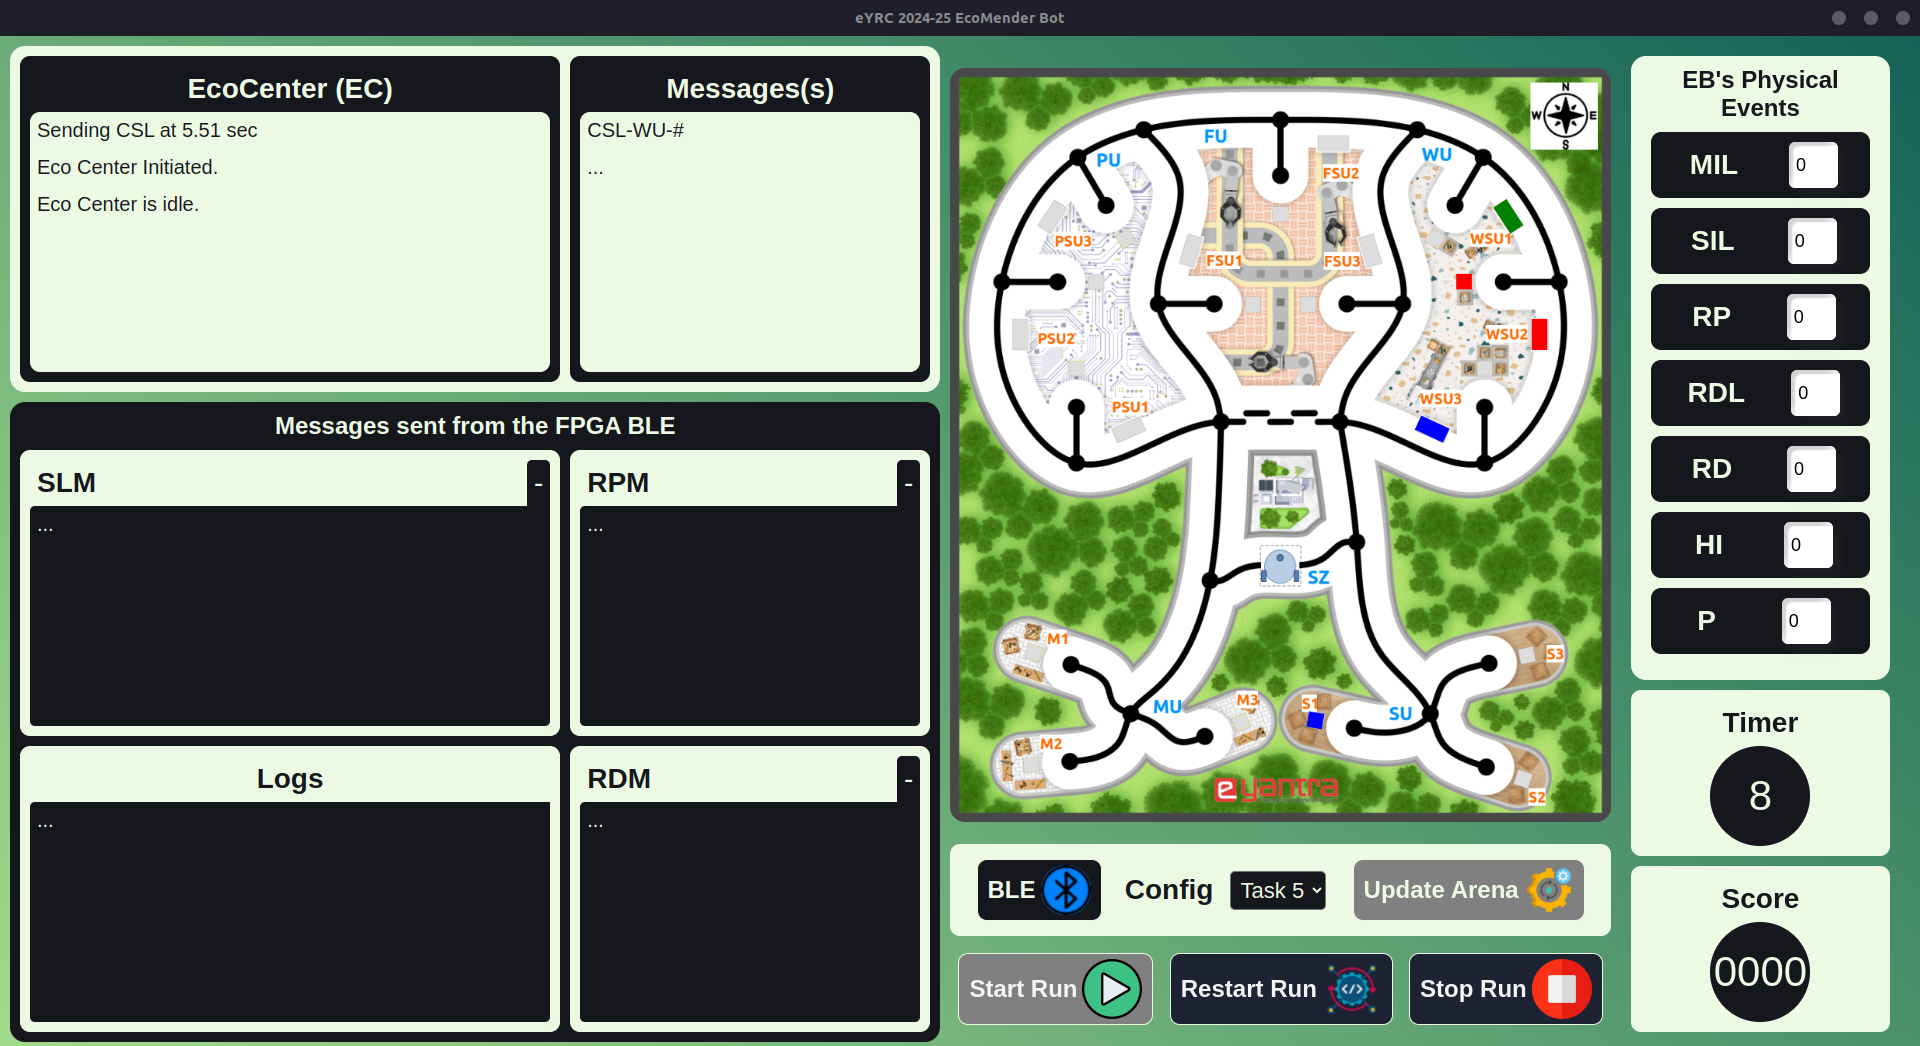 eYRC 2024-25 EcoMender Bot
EcoCenter (EC)
Sending CSL at 5.51 sec
Eco Center Initiated.
Eco Center is idle.
Messages(s)
CSL-WU-#
...
Messages sent from the FPGA BLE
SLM
-
...
RPM
-
...
Logs
...
RDM
-
...
N
W
E
S
FU
PU
WU
FSU2
PSU3
FSU1
FSU3
WSU1
PSU2
WSU2
PSU1
WSU3
SZ
M1
S3
MU
M3
S1
SU
M2
S2
e yantra
BLE
Config
Task 5
Update Arena
Start Run
Restart Run
</>
Stop Run
EB's Physical
Events
MIL 0
SIL 0
RP 0
RDL 0
RD 0
HI 0
P 0
Timer
8
Score
0000